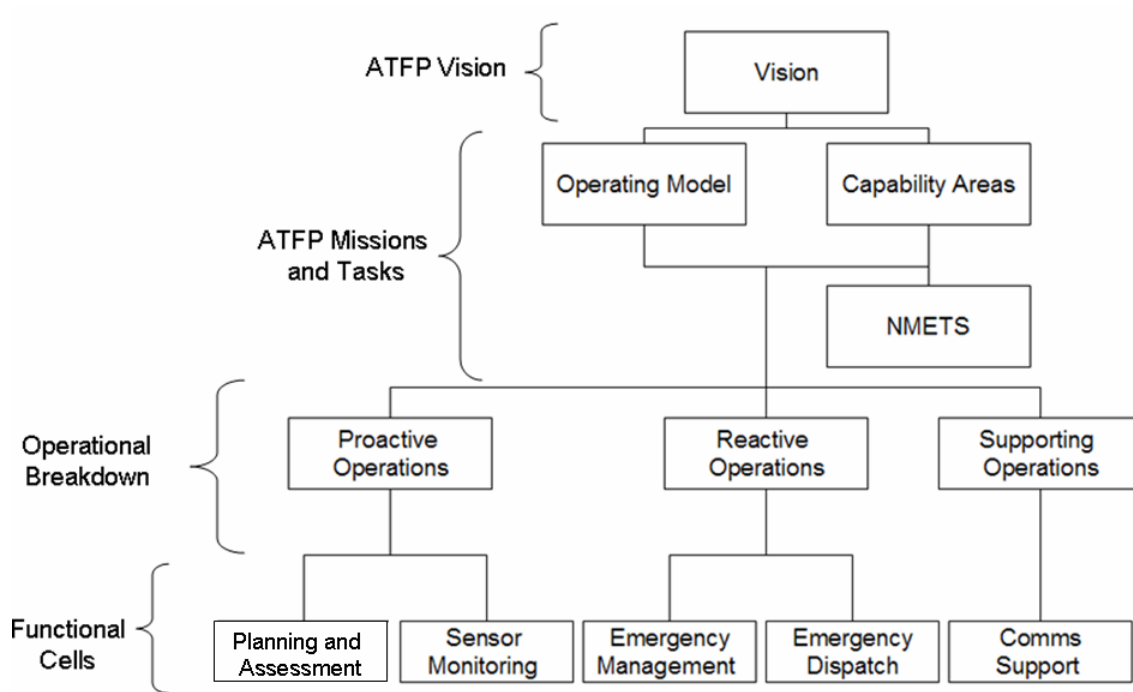 ATFP Vision
Vision
Operating Model
Capability Areas
ATFP Missions
and Tasks
NMETS
Operational
Breakdown
Proactive
Operations
Reactive
Operations
Supporting
Operations
Functional
Cells
Planning and
Assessment
Sensor
Monitoring
Emergency
Management
Emergency
Dispatch
Comms
Support